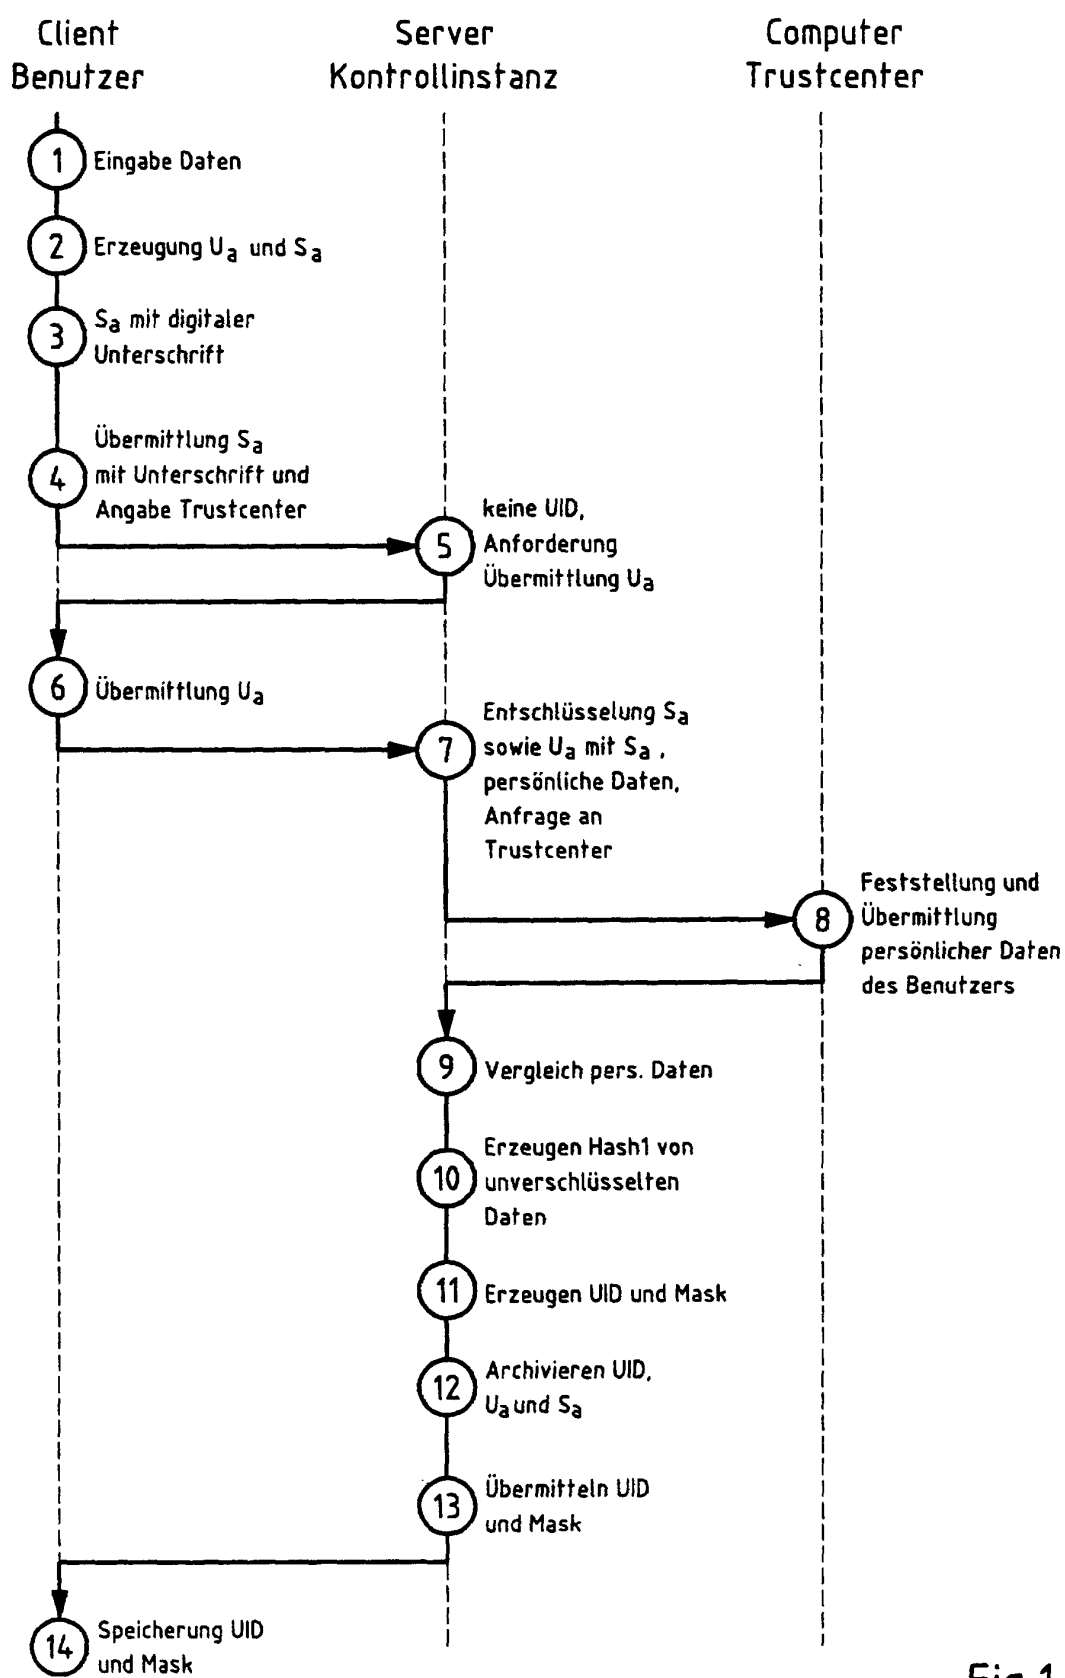 Client
Benutzer
Server
Kontrollinstanz
Computer
Trustcenter
1
Eingabe Daten
2
Erzeugung Ua und Sa
3
Sa mit digitaler
Unterschrift
4
Übermittlung Sa
mit Unterschrift und
Angabe Trustcenter
5
keine UID,
Anforderung
Übermittlung Ua
6
Übermittlung Ua
7
Entschlüsselung Sa
sowie Ua mit Sa,
persönliche Daten,
Anfrage an
Trustcenter
8
Feststellung und
Übermittlung
persönlicher Daten
des Benutzers
9
Vergleich pers. Daten
10
Erzeugen Hash1 von
unverschlüsselten
Daten
11
Erzeugen UID und Mask
12
Archivieren UID,
Ua und Sa
13
Übermitteln UID
und Mask
14
Speicherung UID
und Mask
Fig.1